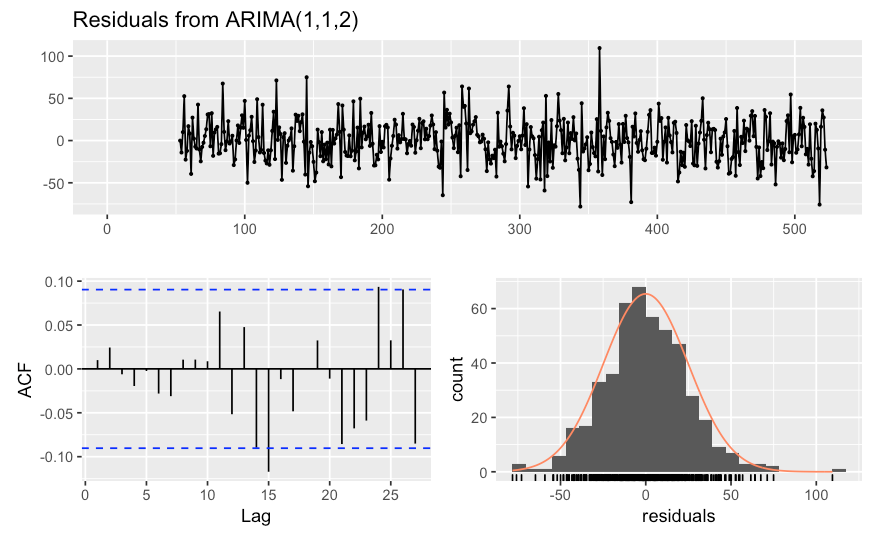 Residuals from ARIMA(1,1,2)
100
50
0
-50
0 100 200 300 400 500
ACF
0.10
0.05
0.00
-0.05
-0.10
0 5 10 15 20 25
Lag
count
60
40
20
0
-50 0 50 100
residuals